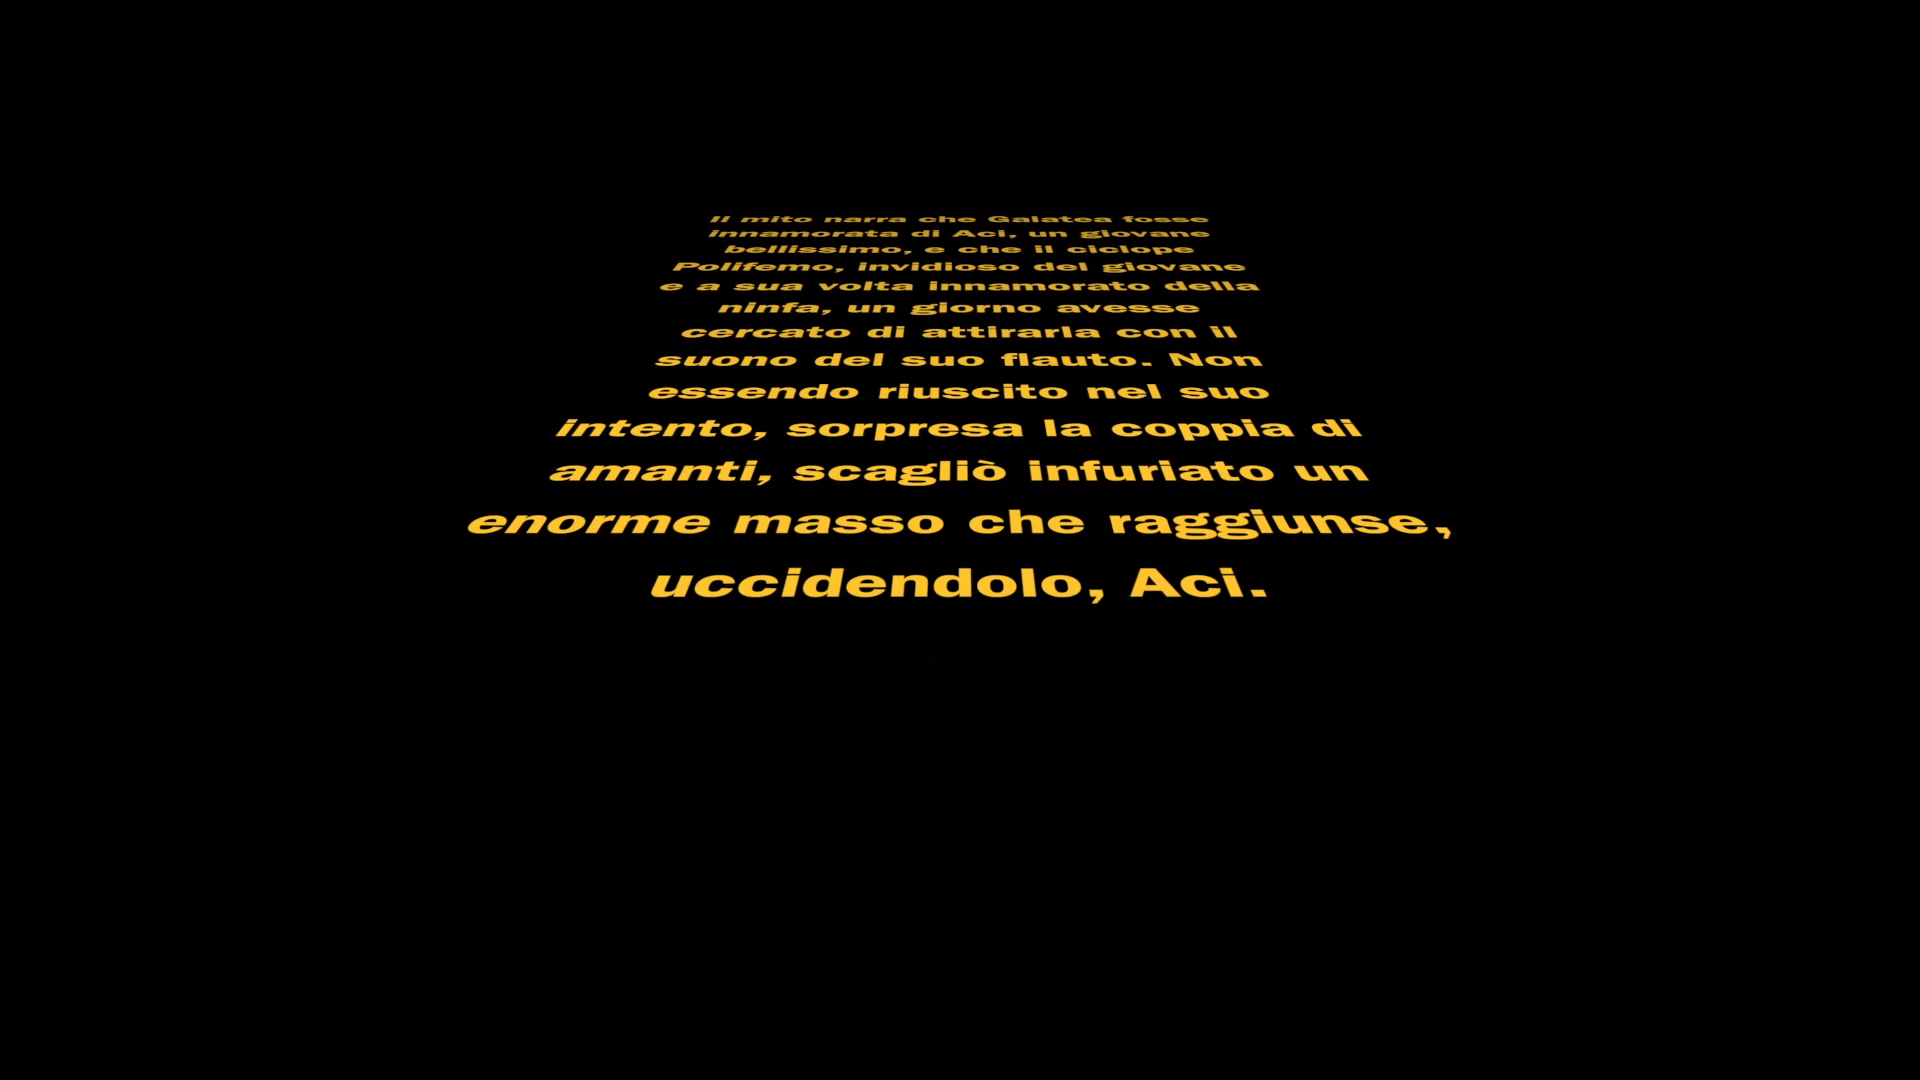 Il mito narra che Galatea fosse
innamorata di Aci, un giovane
bellissimo, e che il ciclope
Polifemo, invidioso del giovane
e a sua volta innamorato della
ninfa, un giorno avesse
cercato di attirarla con il
suono del suo flauto. Non
essendo riuscito nel suo
intento, sorpresa la coppia di
amanti, scagliò infuriato un
enorme masso che raggiunse,
uccidendolo, Aci.